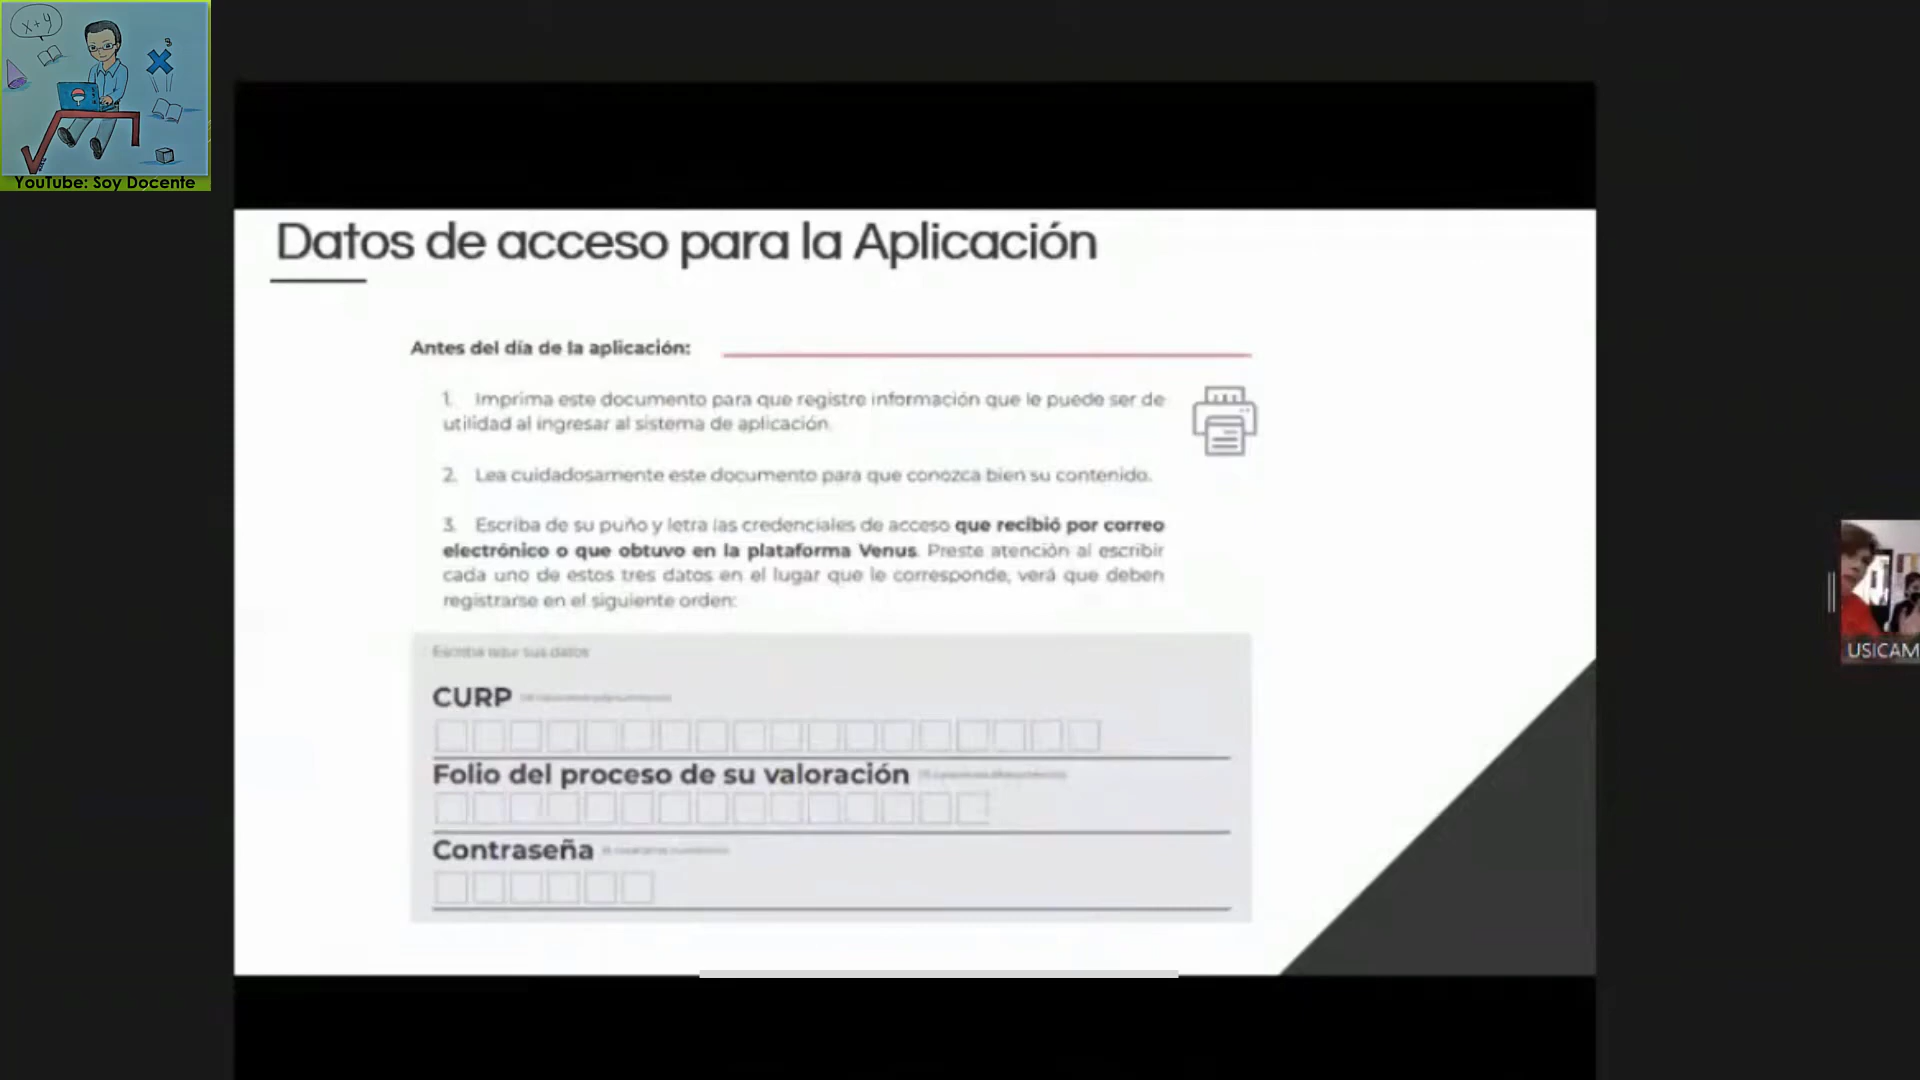 x+y
3
YouTube: Soy Docente
Datos de acceso para la Aplicación
Antes del día de la aplicación:
1. Imprima este documento para que registre información que le puede ser de
utilidad al ingresar al sistema de aplicación.
2. Lea cuidadosamente este documento para que conozca bien su contenido.
3. Escriba de su puño y letra las credenciales de acceso que recibió por correo
electrónico o que obtuvo en la plataforma Venus. Preste atención al escribir
cada uno de estos tres datos en el lugar que le corresponde, verá que deben
registrarse en el siguiente orden:
Escriba aquí sus datos
CURP
Folio del proceso de su valoración
Contraseña
USICAM